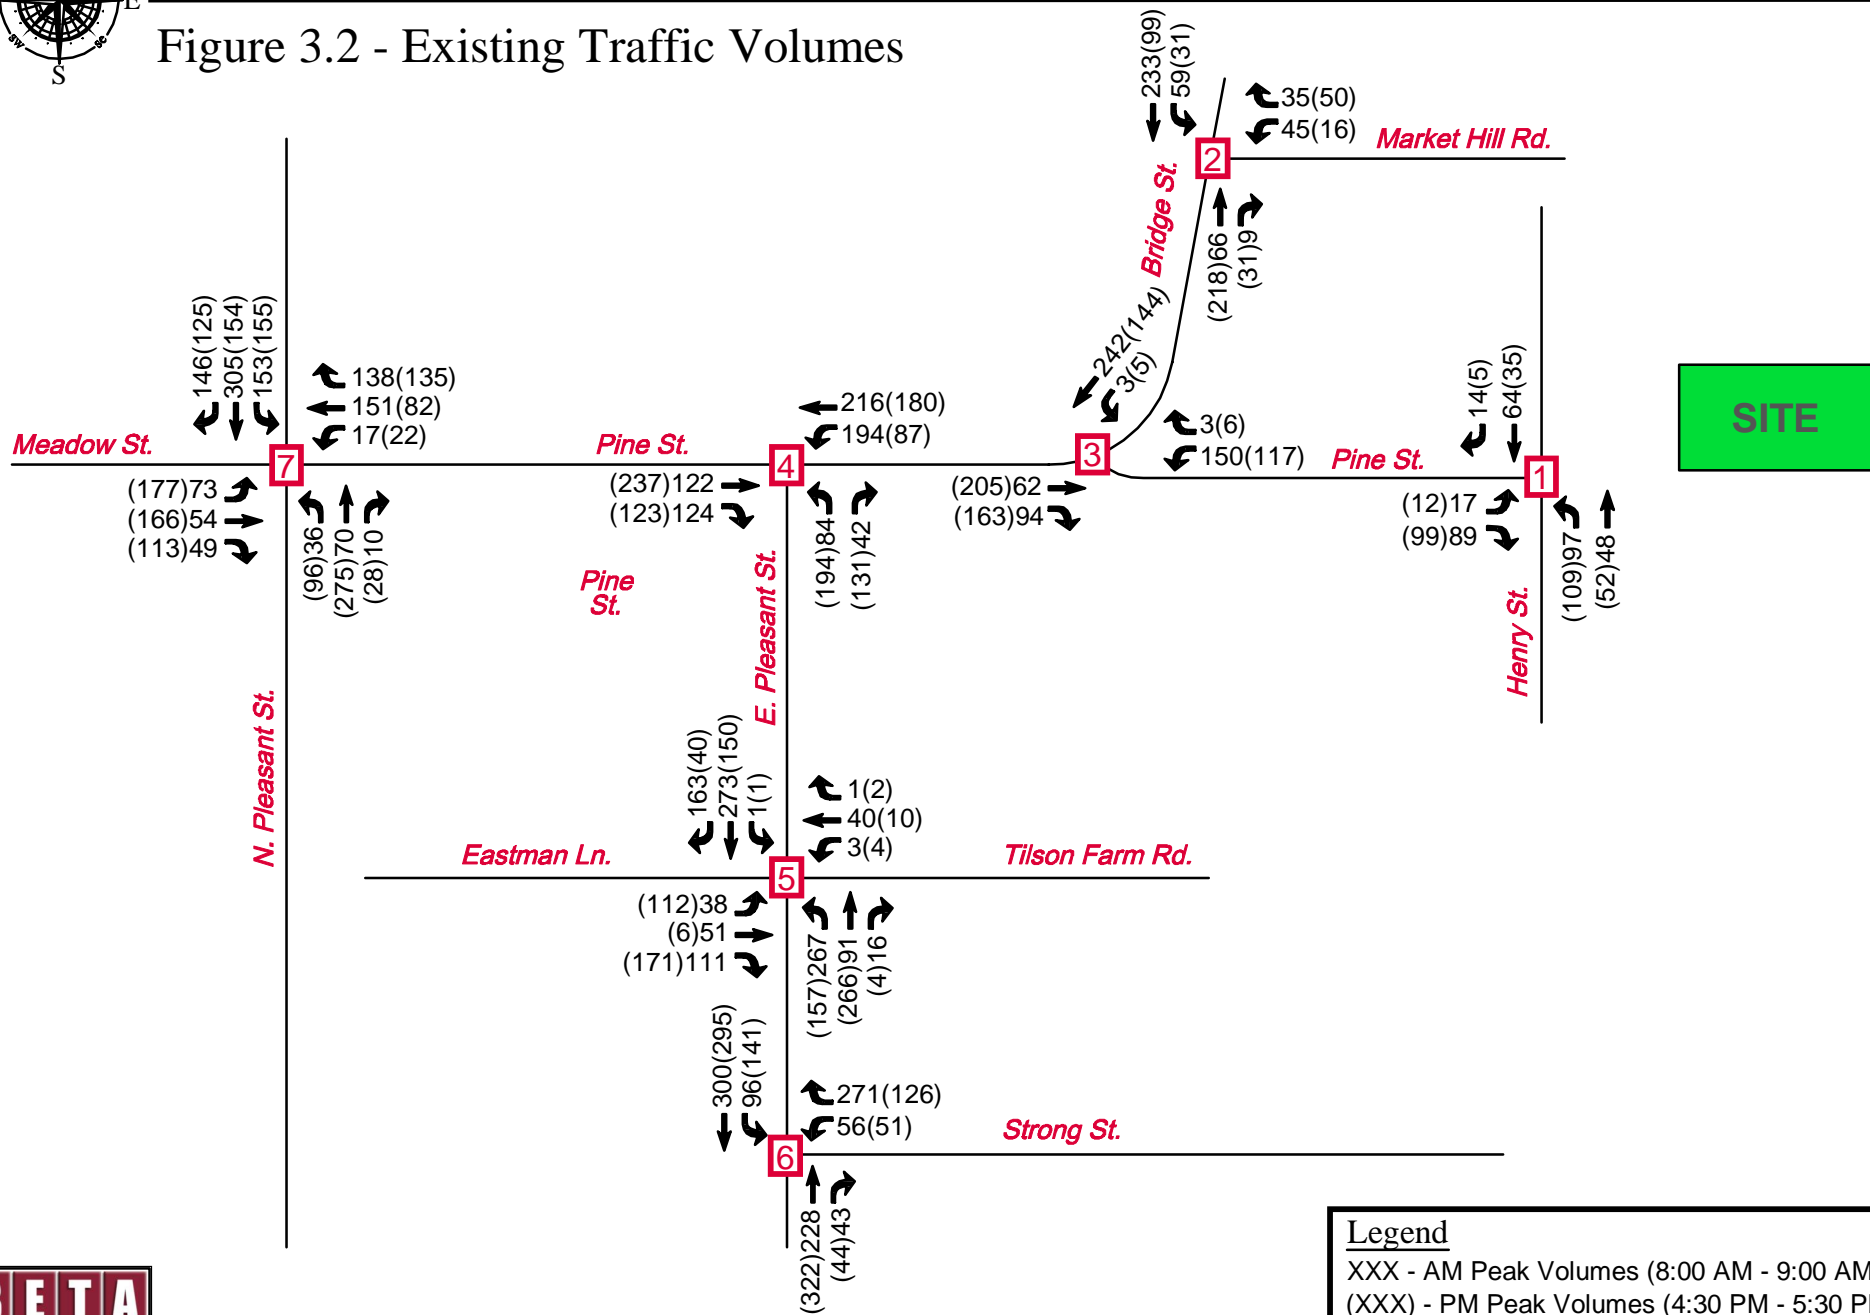 E
SW
SE
S
Figure 3.2 - Existing Traffic Volumes
233(99)
59(31)
35(50)
45(16)
Market Hill Rd.
2
Bridge St.
(218)66
(31)9
146(125)
305(154)
153(155)
138(135)
151(82)
17(22)
Meadow St.
7
(177)73
(166)54
(113)49
(96)36
(275)70
(28)10
Pine St.
216(180)
194(87)
4
(237)122
(123)124
(194)84
(131)42
Pine
St.
242(144)
3(5)
3
3(6)
150(117)
(205)62
(163)94
Pine St.
14(5)
64(35)
1
(12)17
(99)89
(109)97
(52)48
Henry St.
SITE
N. Pleasant St.
E. Pleasant St.
163(40)
273(150)
1(1)
1(2)
40(10)
3(4)
Eastman Ln.
5
Tilson Farm Rd.
(112)38
(6)51
(171)111
(157)267
(266)91
(4)16
300(295)
96(141)
271(126)
56(51)
6
Strong St.
(322)228
(44)43
Legend
XXX - AM Peak Volumes (8:00 AM - 9:00 AM
(XXX) - PM Peak Volumes (4:30 PM - 5:30 P
BETA